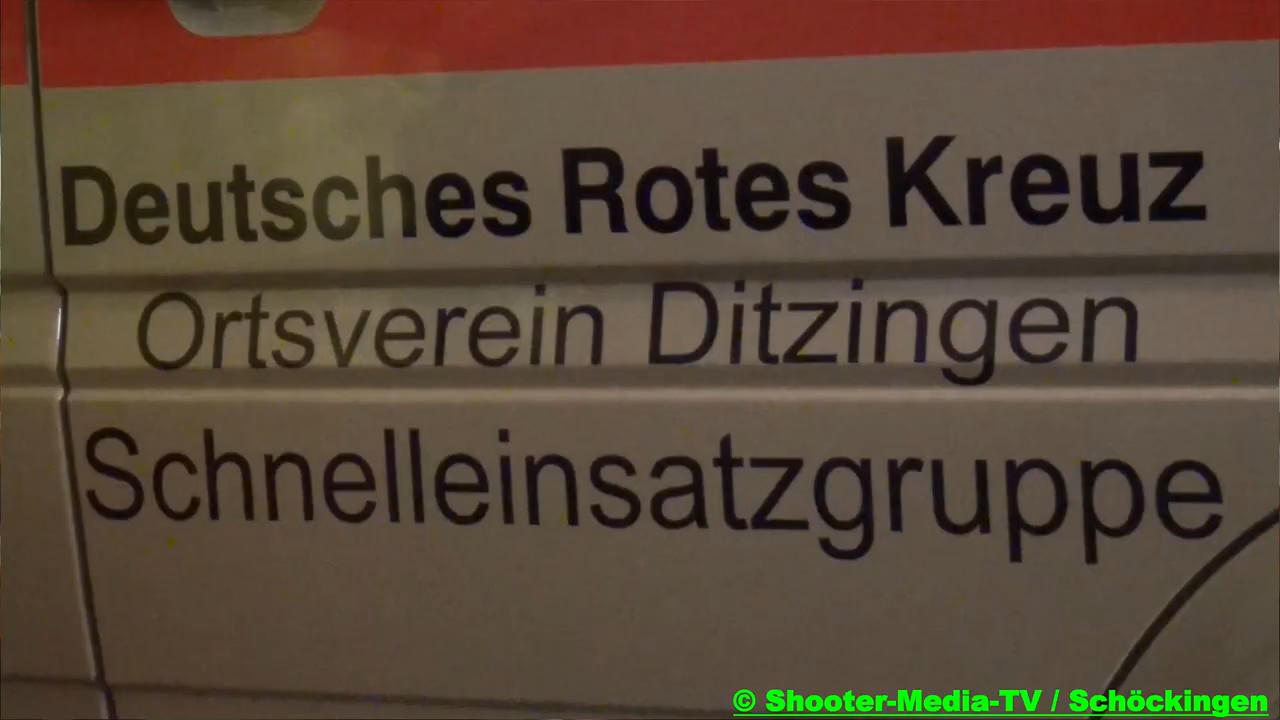 Deutsches Rotes Kreuz
Ortsverein Ditzingen
Schnelleinsatzgruppe
© Shooter-Media-TV / Schöckingen